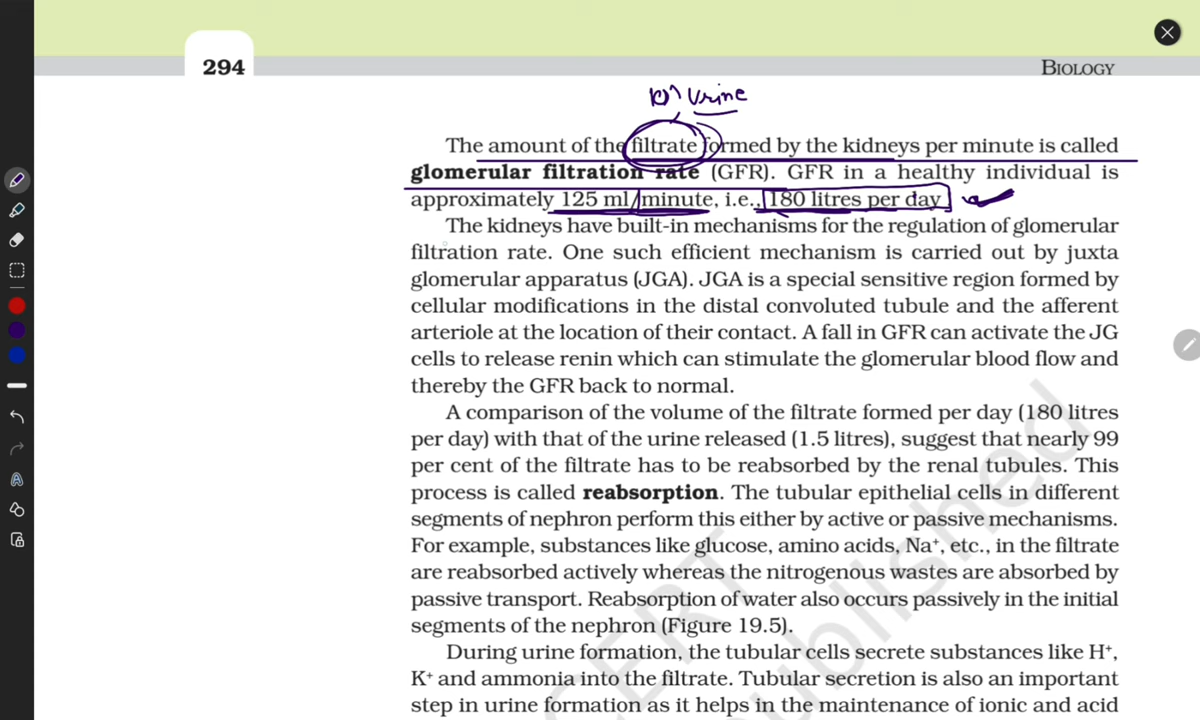 294
BIOLOGY
10^ urine
The amount of the filtrate formed by the kidneys per minute is called
glomerular filtration rate (GFR). GFR in a healthy individual is
approximately 125 ml/minute, i.e., 180 litres per day
The kidneys have built-in mechanisms for the regulation of glomerular
filtration rate. One such efficient mechanism is carried out by juxta
glomerular apparatus (JGA). JGA is a special sensitive region formed by
cellular modifications in the distal convoluted tubule and the afferent
arteriole at the location of their contact. A fall in GFR can activate the JG
cells to release renin which can stimulate the glomerular blood flow and
thereby the GFR back to normal.
A comparison of the volume of the filtrate formed per day (180 litres
per day) with that of the urine released (1.5 litres), suggest that nearly 99
per cent of the filtrate has to be reabsorbed by the renal tubules. This
process is called reabsorption. The tubular epithelial cells in different
segments of nephron perform this either by active or passive mechanisms.
For example, substances like glucose, amino acids, Na⁺, etc., in the filtrate
are reabsorbed actively whereas the nitrogenous wastes are absorbed by
passive transport. Reabsorption of water also occurs passively in the initial
segments of the nephron (Figure 19.5).
During urine formation, the tubular cells secrete substances like H⁺,
K⁺ and ammonia into the filtrate. Tubular secretion is also an important
step in urine formation as it helps in the maintenance of ionic and acid